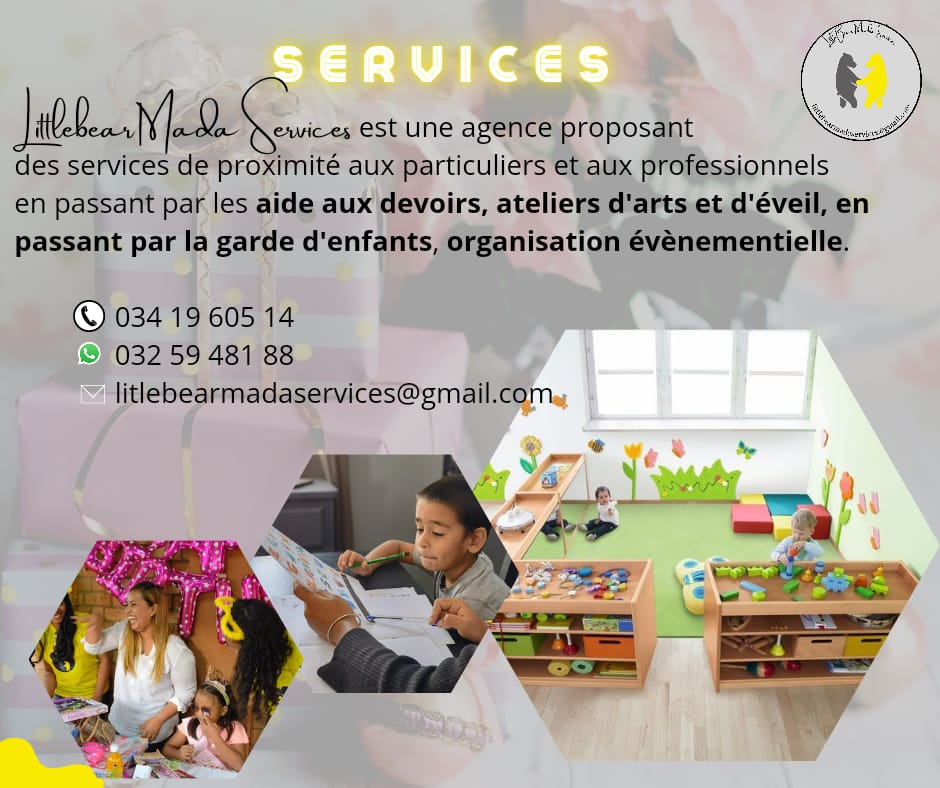 SERVICES
LittlebearMada Services est une agence proposant
des services de proximité aux particuliers et aux professionnels
en passant par les aide aux devoirs, ateliers d'arts et d'éveil, en
passant par la garde d'enfants, organisation évènementielle.
034 19 605 14
032 59 481 88
litlebearmadaservices@gmail.com